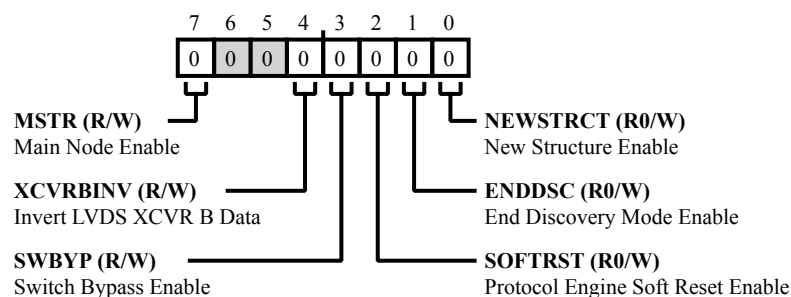 7 6 5 4 3 2 1 0
0 0 0 0 0 0 0 0
MSTR (R/W)
Main Node Enable
XCVRBINV (R/W)
Invert LVDS XCVR B Data
SWBYP (R/W)
Switch Bypass Enable
NEWSTRCT (R0/W)
New Structure Enable
ENDDSC (R0/W)
End Discovery Mode Enable
SOFTRST (R0/W)
Protocol Engine Soft Reset Enable